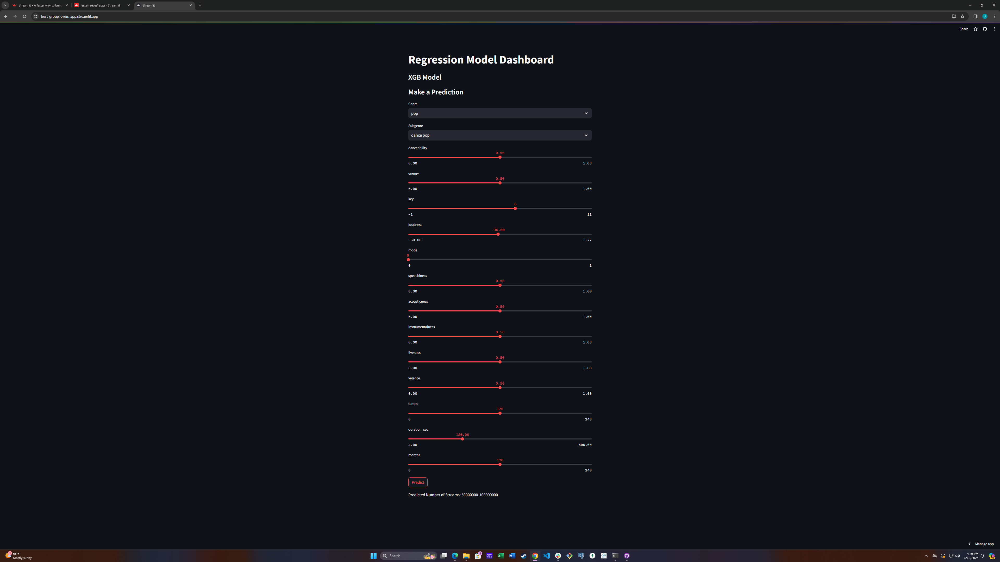 Streamlit • A faster way to build
jesserreeves' apps · Streamlit
Streamlit
best-group-evers-app.streamlit.app
J
Share
Regression Model Dashboard
XGB Model
Make a Prediction
Genre
pop
Subgenre
dance pop
danceability
0.50
0.00 1.00
energy
0.50
0.00 1.00
key
6
-1 11
loudness
-30.00
-60.00 1.27
mode
0
0 1
speechiness
0.50
0.00 1.00
acousticness
0.50
0.00 1.00
instrumentalness
0.50
0.00 1.00
liveness
0.50
0.00 1.00
valence
0.50
0.00 1.00
tempo
120
0 240
duration_sec
180.00
4.00 600.00
months
120
0 240
Predict
Predicted Number of Streams: 50000000-100000000
Manage app
1
63°F
Mostly sunny
Search
1
4:49 PM
3/12/2024